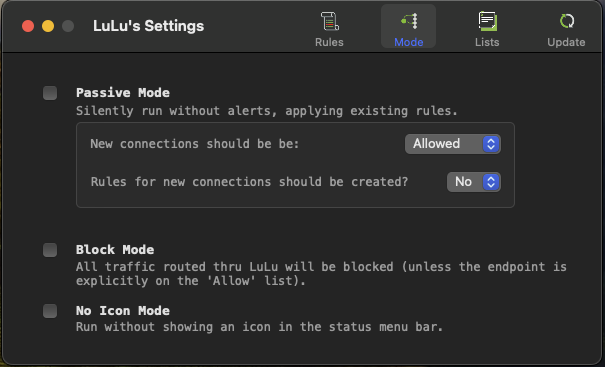 LuLu's Settings
Rules
Mode
Lists
Update
Passive Mode
Silently run without alerts, applying existing rules.
New connections should be be: Allowed
Rules for new connections should be created? No
Block Mode
All traffic routed thru LuLu will be blocked (unless the endpoint is
explicitly on the 'Allow' list).
No Icon Mode
Run without showing an icon in the status menu bar.